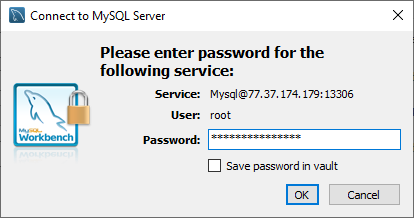 Connect to MySQL Server
Please enter password for the
following service:
Service: Mysql@77.37.174.179:13306
User: root
Password: ***************
Save password in vault
OK Cancel
MySQL
Workbench